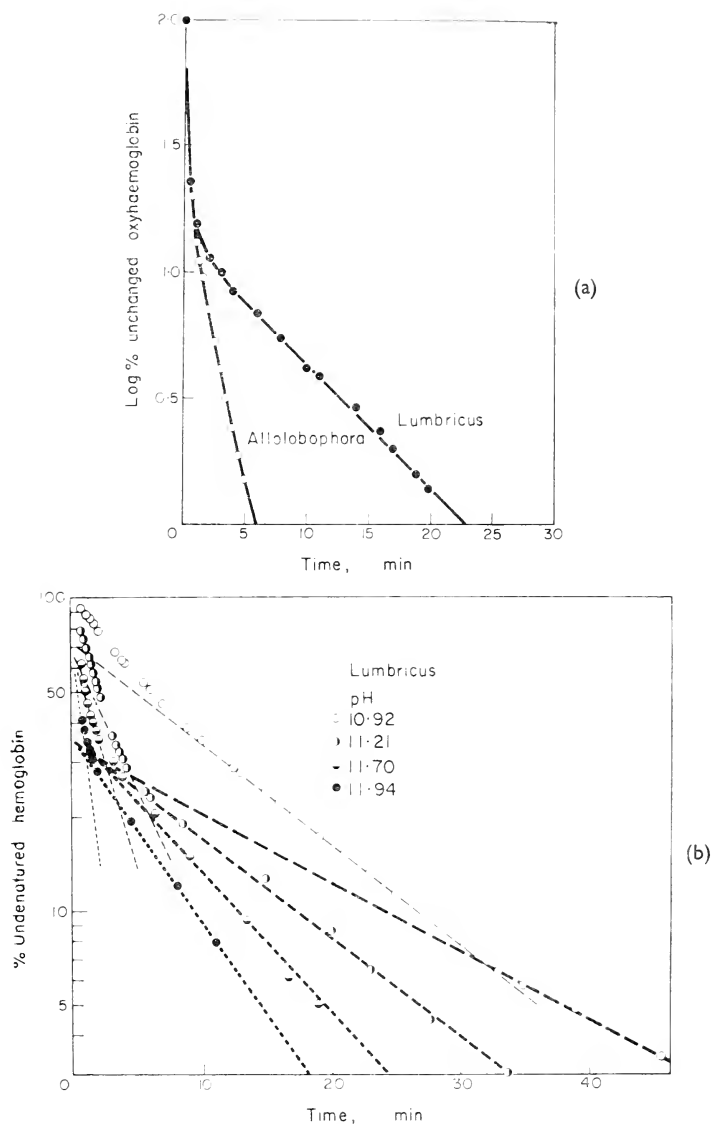 2·0
1·5
1·0
0·5
0
5
10
15
20
25
30
Log % unchanged oxyhaemoglobin
Allolobophora
Lumbricus
Time, min
(a)
100
50
10
5
0
10
20
30
40
% Undenatured hemoglobin
Lumbricus
pH
10·92
11·21
11·70
11·94
Time, min
(b)